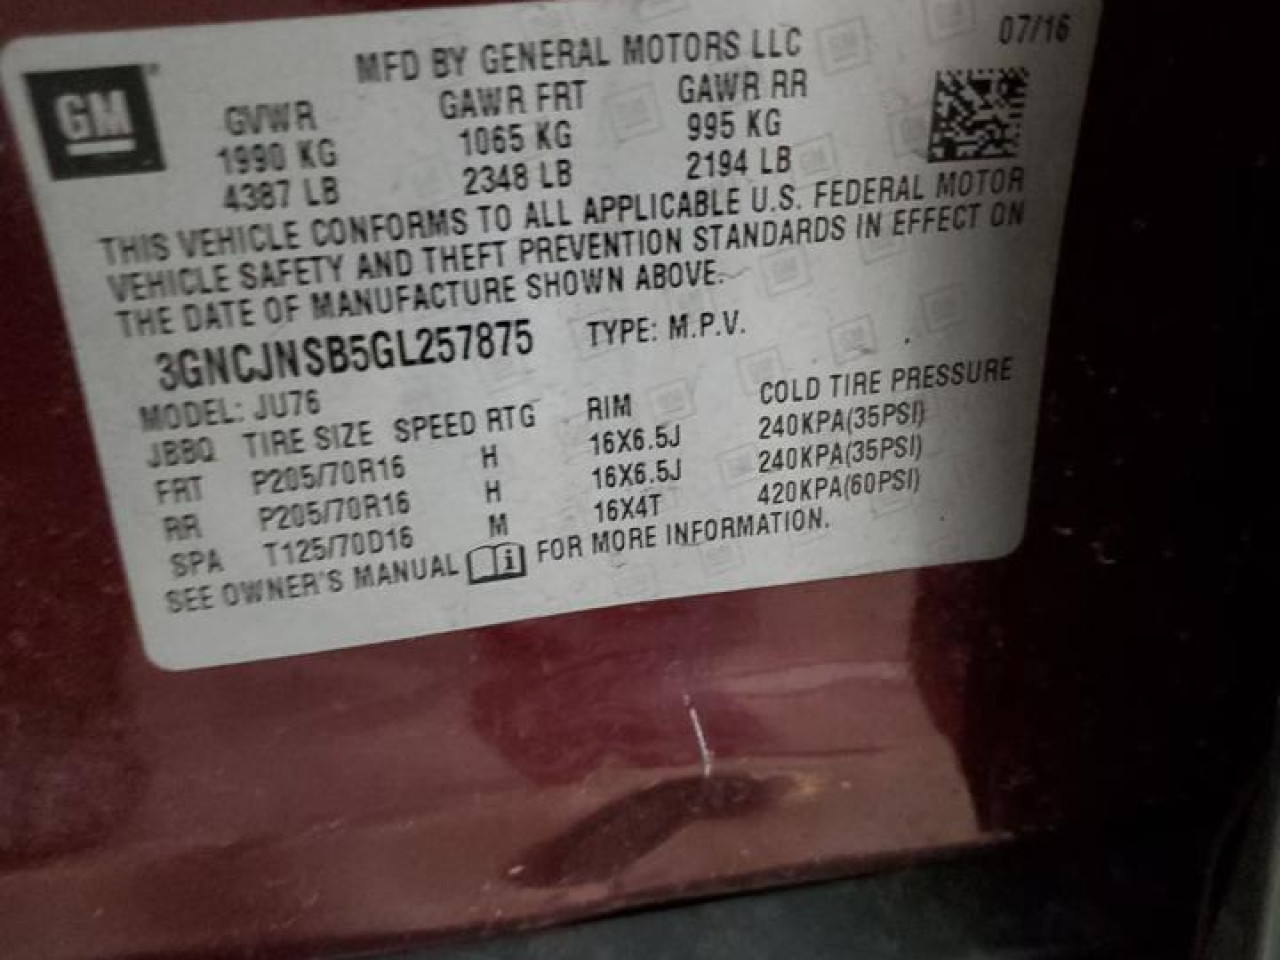 07/16
MFD BY GENERAL MOTORS LLC
GM
GVWR GAWR FRT GAWR RR
1990 KG 1065 KG 995 KG
4387 LB 2348 LB 2194 LB
THIS VEHICLE CONFORMS TO ALL APPLICABLE U.S. FEDERAL MOTOR
VEHICLE SAFETY AND THEFT PREVENTION STANDARDS IN EFFECT ON
THE DATE OF MANUFACTURE SHOWN ABOVE.
3GNCJNSB5GL257875 TYPE: M.P.V.
MODEL: JU76
JBBQ TIRE SIZE SPEED RTG RIM COLD TIRE PRESSURE
FRT P205/70R16 H 16X6.5J 240KPA(35PSI)
RR P205/70R16 H 16X6.5J 240KPA(35PSI)
SPA T125/70D16 M 16X4T 420KPA(60PSI)
SEE OWNER'S MANUAL i FOR MORE INFORMATION.